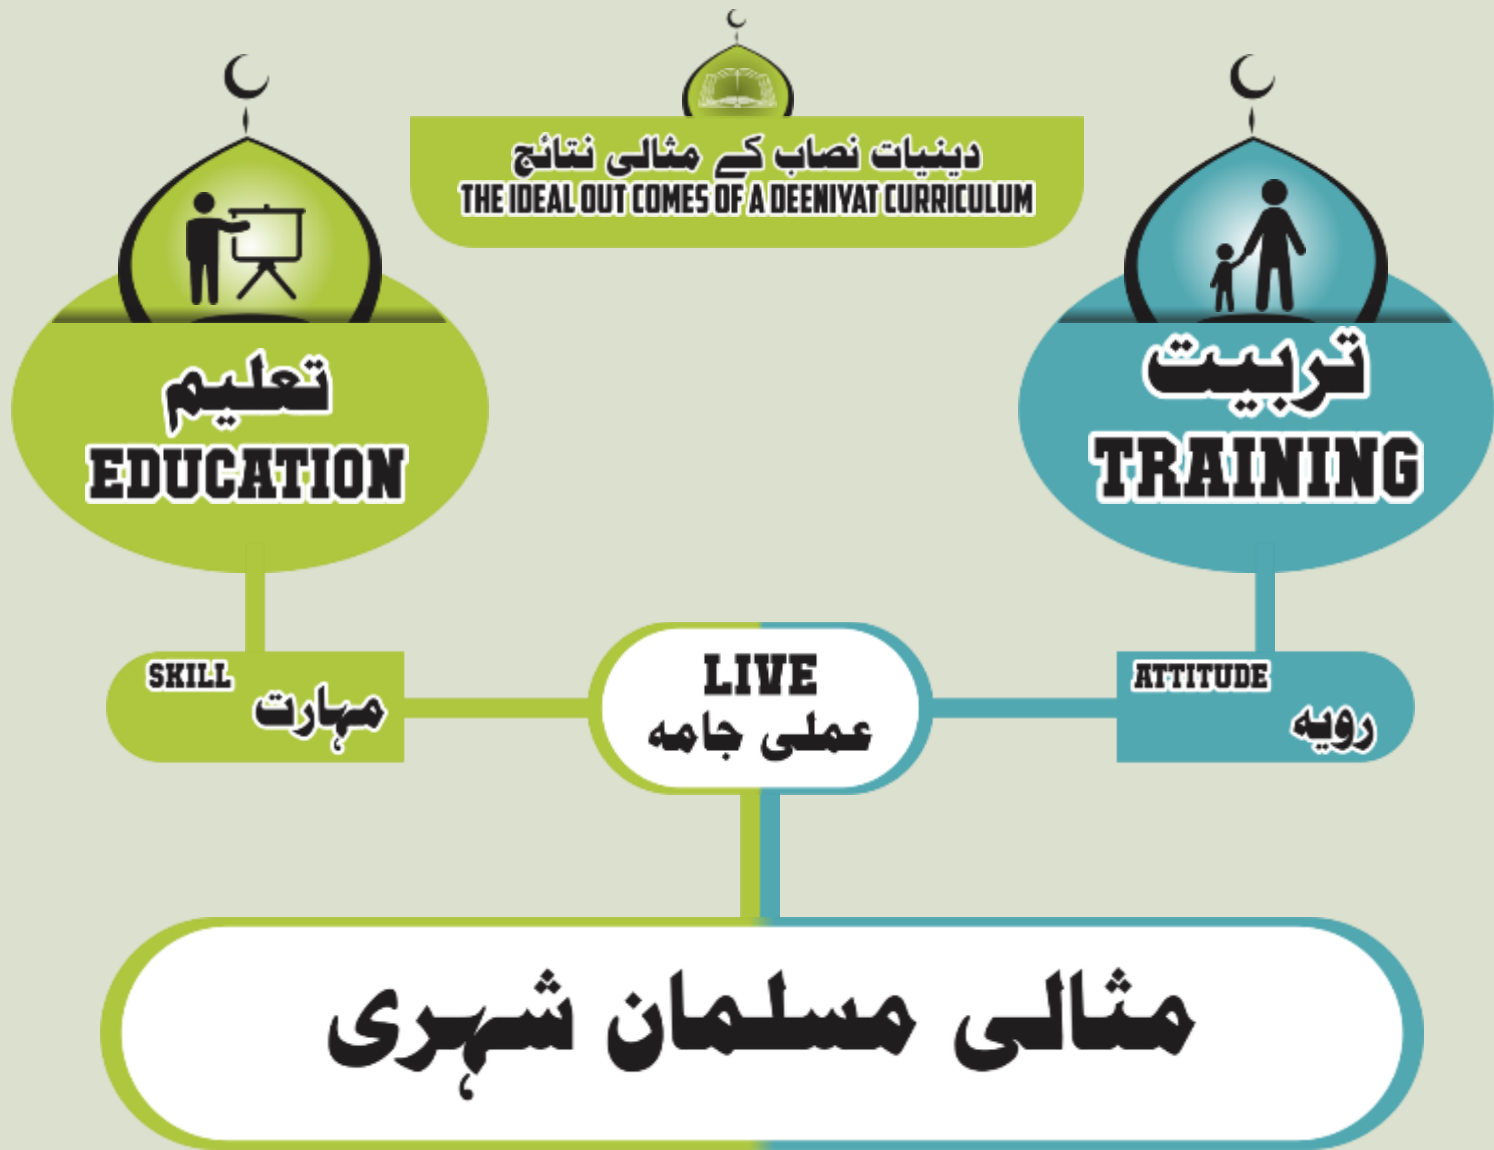 دینیات نصاب کے مثالی نتائج
THE IDEAL OUT COMES OF A DEENIYAT CURRICULUM
تعلیم
EDUCATION
تربیت
TRAINING
SKILL
مہارت
LIVE
عملی جامہ
ATTITUDE
رویہ
مثالی مسلمان شہری